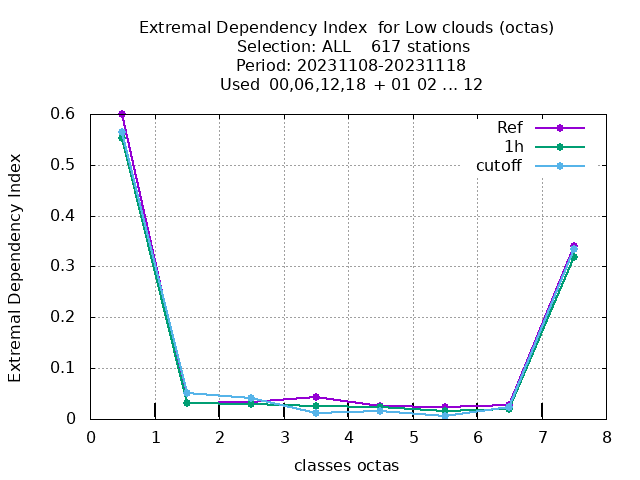 Extremal Dependency Index  for Low clouds (octas)
Selection: ALL    617 stations
Period: 20231108-20231118
Used  00,06,12,18  + 01 02 ... 12
Ref
1h
cutoff
Extremal Dependency Index
0.6
0.5
0.4
0.3
0.2
0.1
0
0 1 2 3 4 5 6 7 8
classes octas